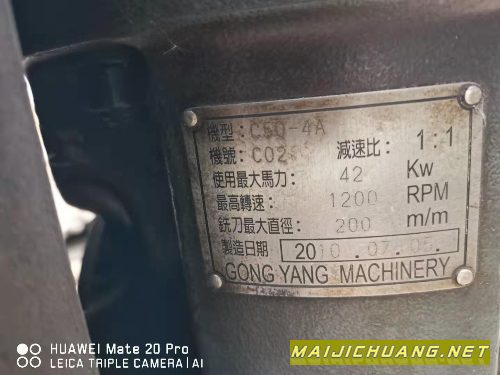 機型: C50-4A
機號: C02 減速比: 1:1
使用最大馬力: 42 Kw
最高轉速: 1200 RPM
銑刀最大直徑: 200 m/m
製造日期 2010.07.05
GONG YANG MACHINERY
HUAWEI Mate 20 Pro
LEICA TRIPLE CAMERA | AI
MAIJICHUANG.NET